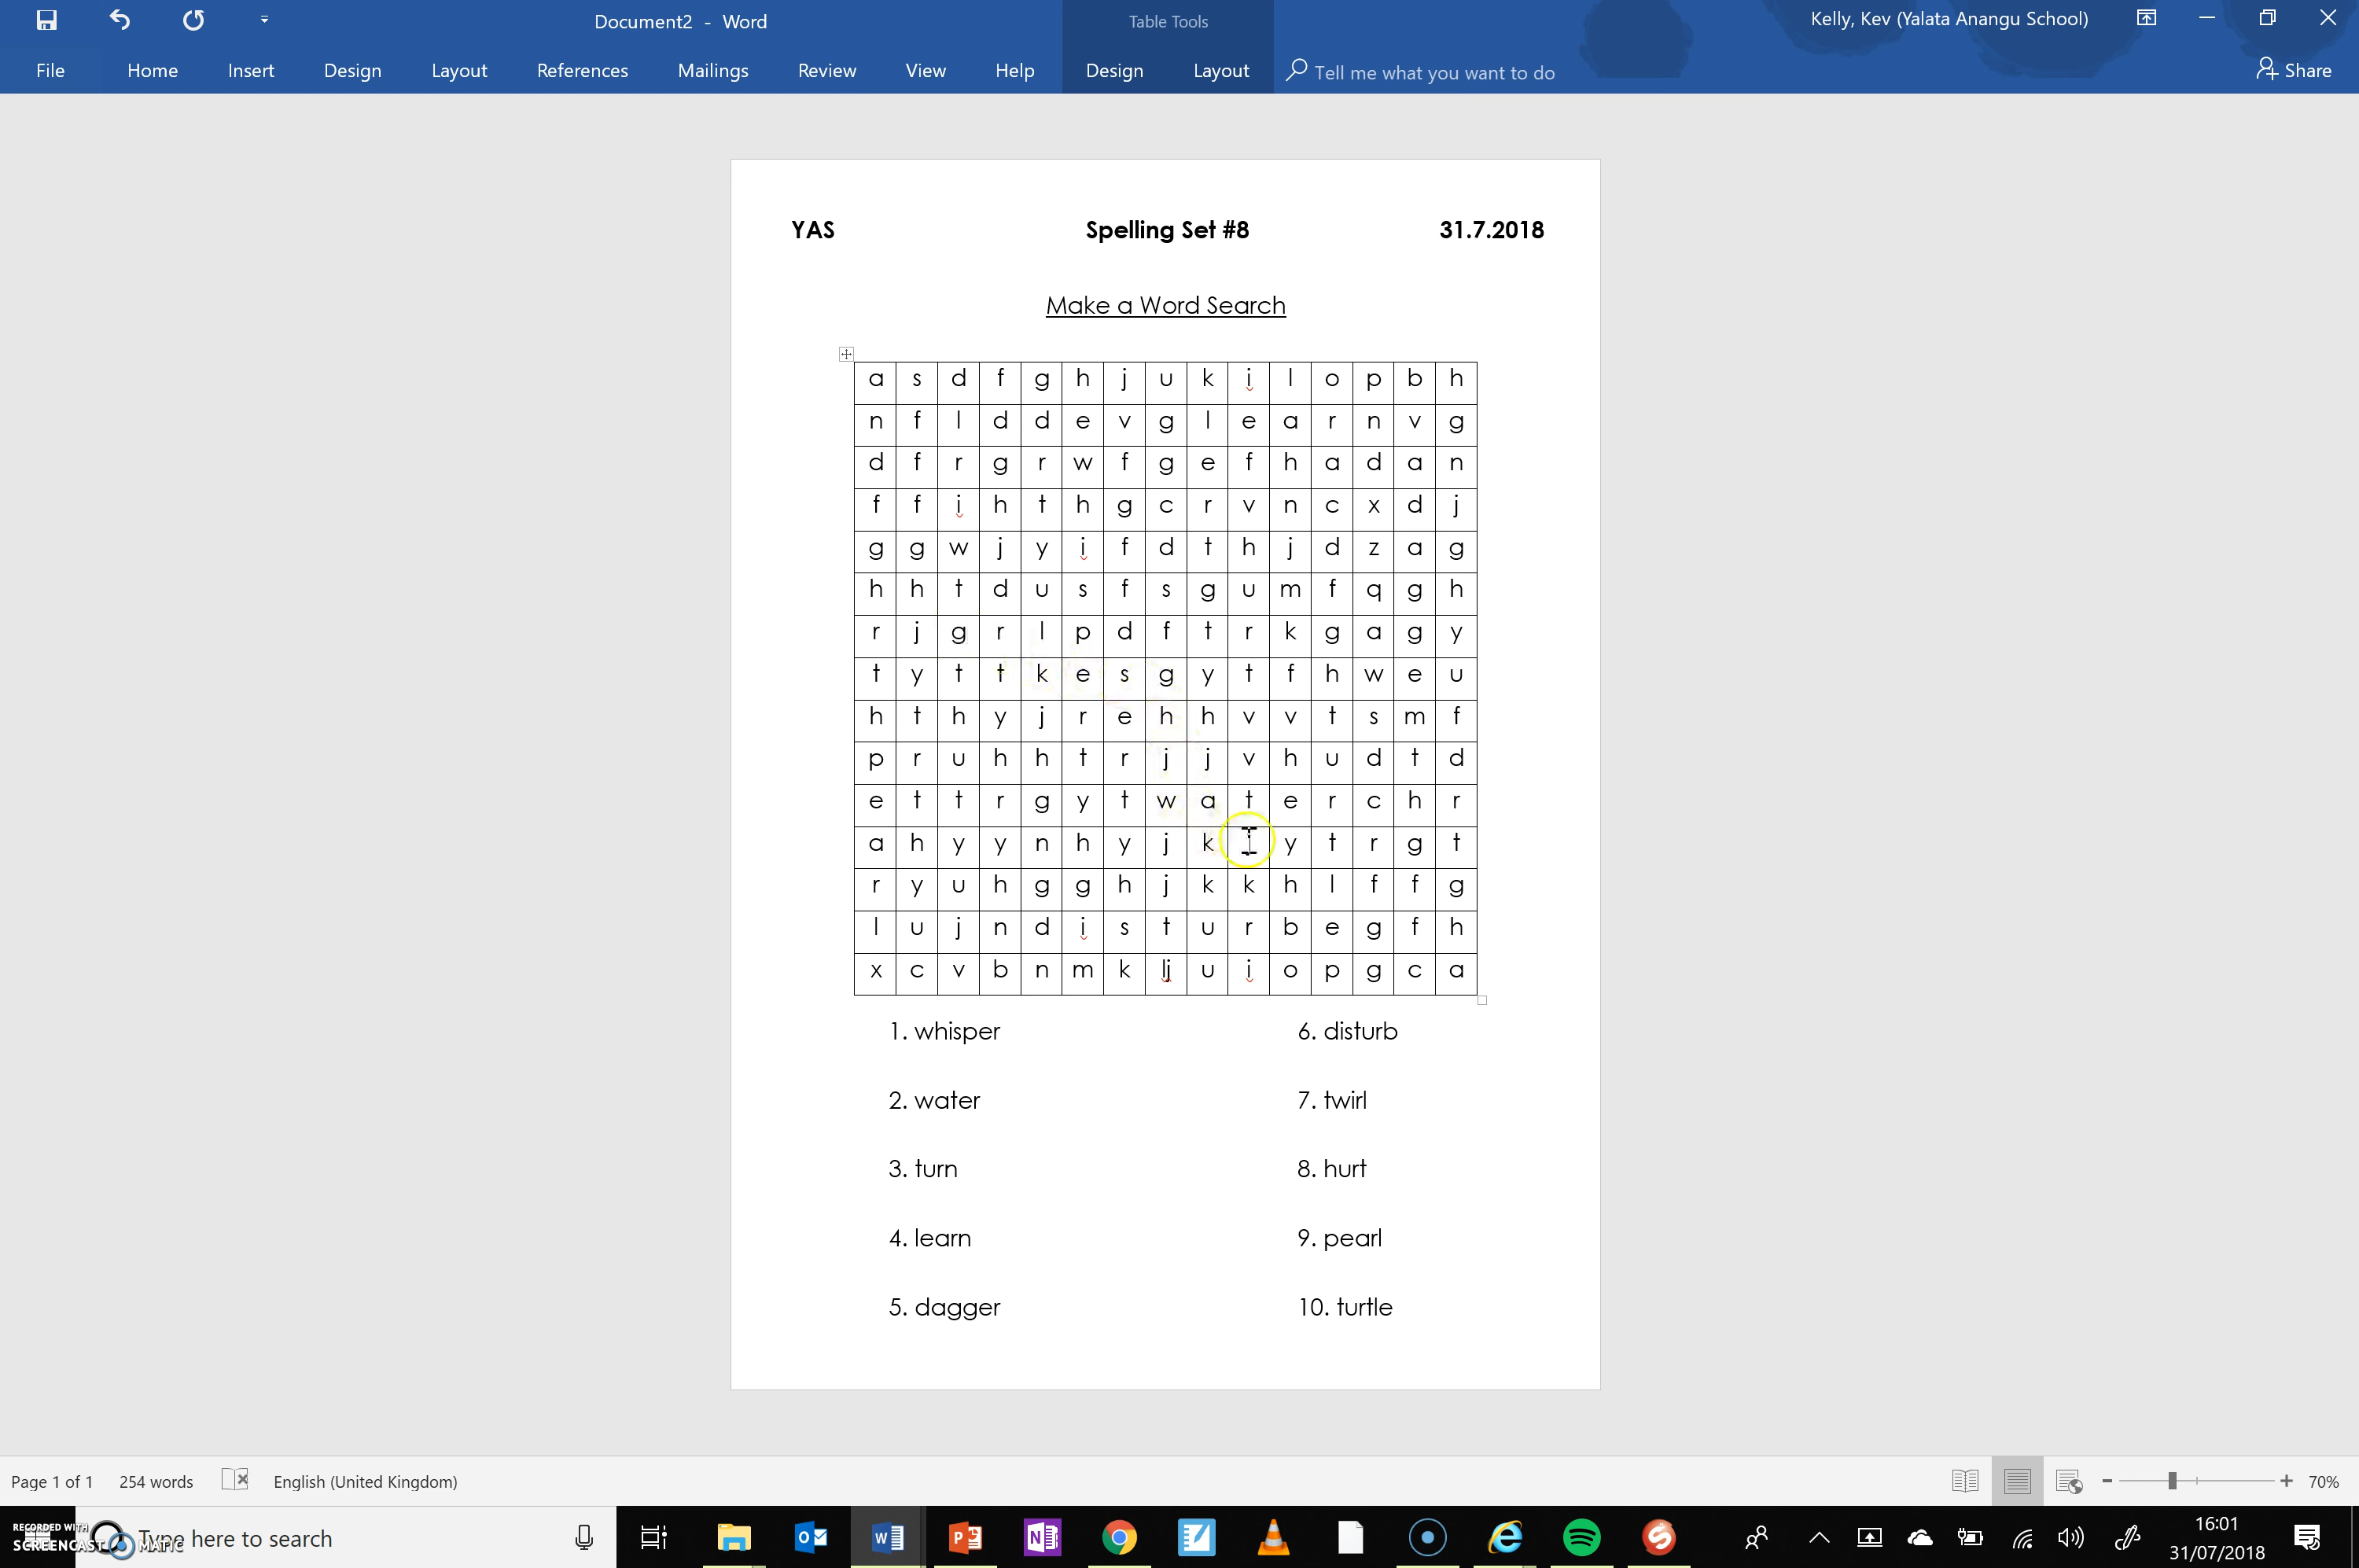 Document2 - Word Table Tools Kelly, Kev (Yalata Anangu School)
File Home Insert Design Layout References Mailings Review View Help Design Layout Tell me what you want to do Share
YAS Spelling Set #8 31.7.2018
Make a Word Search
a s d f g h j u k i l o p b h
n f l d d e v g l e a r n v g
d f r g r w f g e f h a d a n
f f i h t h g c r v n c x d j
g g w j y i f d t h j d z a g
h h t d u s f s g u m f q g h
r j g r l p d f t r k g a g y
t y t t k e s g y t f h w e u
h t h y j r e h h v v t s m f
p r u h h t r j j v h u d t d
e t t r g y t w a t e r c h r
a h y y n h y j k y t r g t
r y u h g g h j k k h l f f g
l u j n d i s t u r b e g f h
x c v b n m k lj u i o p g c a
1. whisper 6. disturb
2. water 7. twirl
3. turn 8. hurt
4. learn 9. pearl
5. dagger 10. turtle
Page 1 of 1 254 words English (United Kingdom) 70%
RECORDED WITH
SCREENCAST MATIC
Type here to search
16:01
31/07/2018